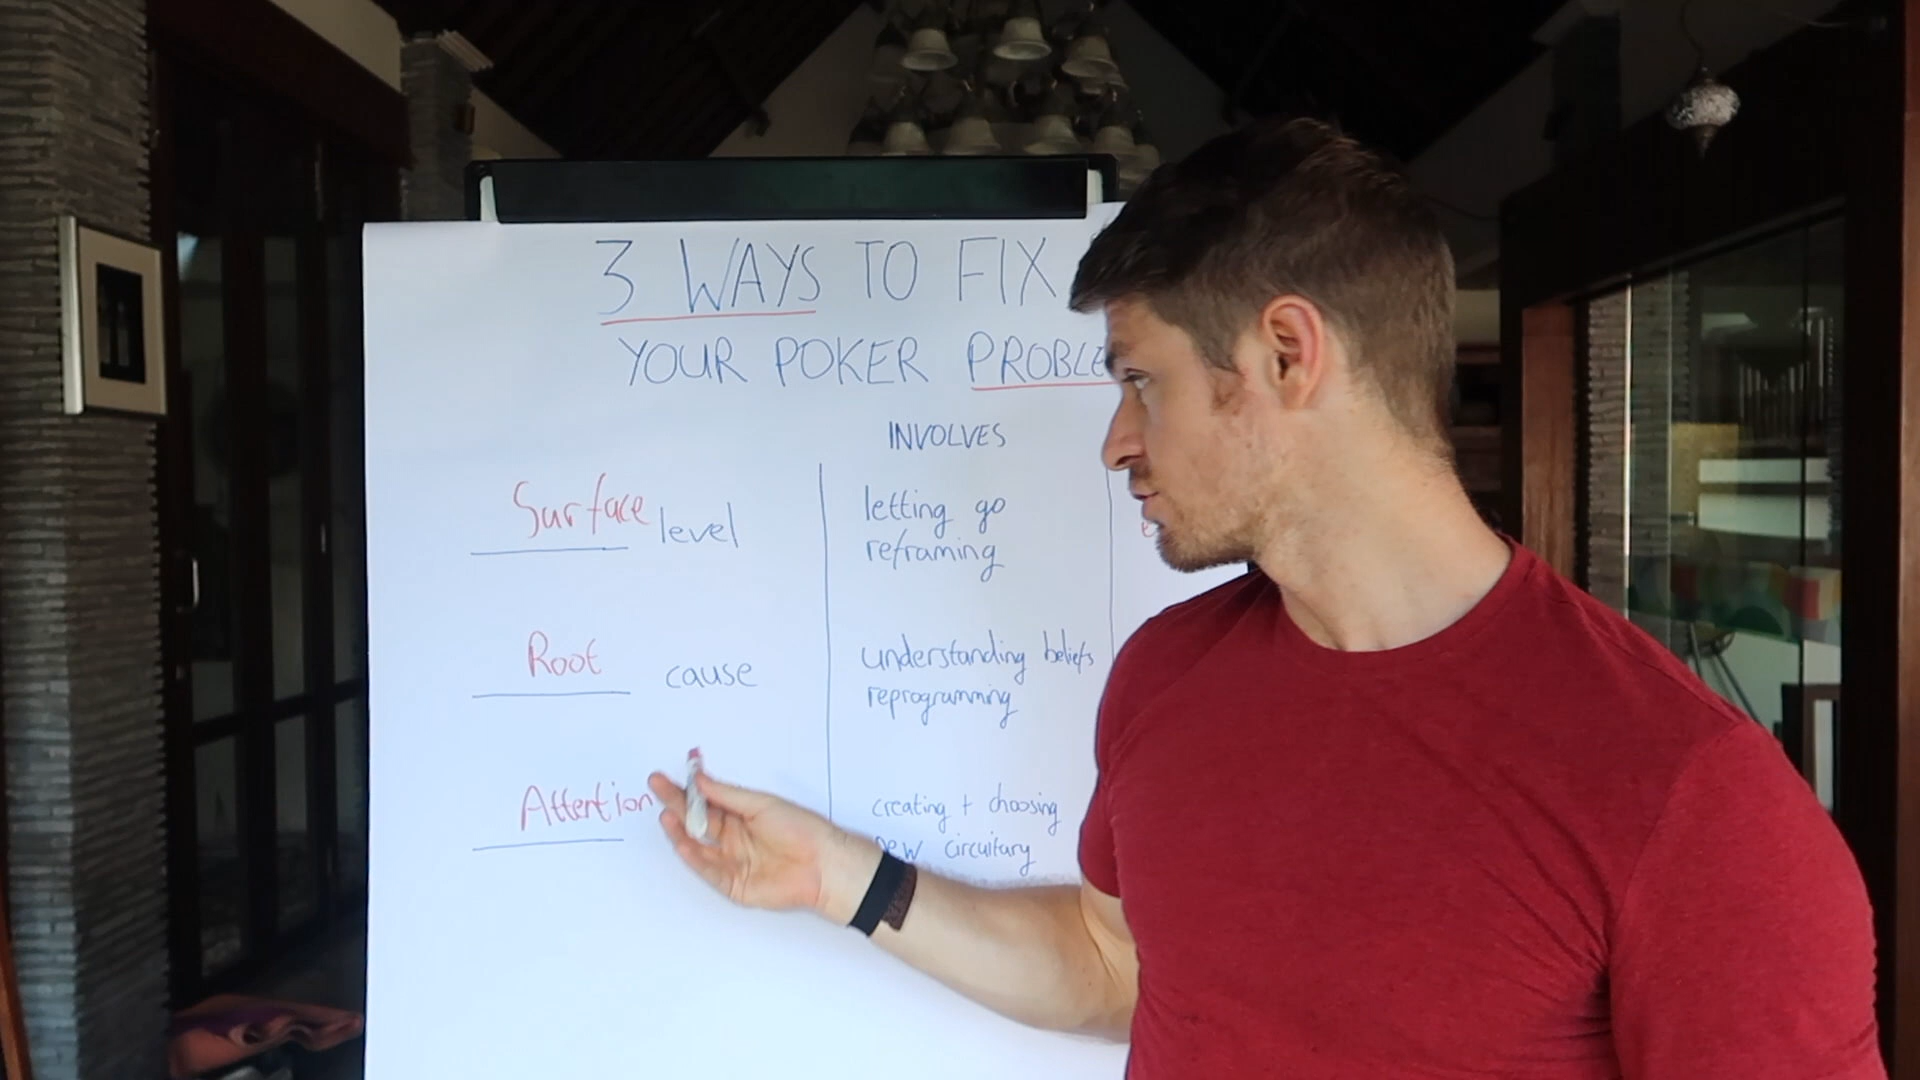 3 WAYS TO FIX
YOUR POKER PROBLE
INVOLVES
Surface level
letting go
reframing
Root cause
understanding beliefs
reprogramming
Attention
creating + choosing
new circuitary